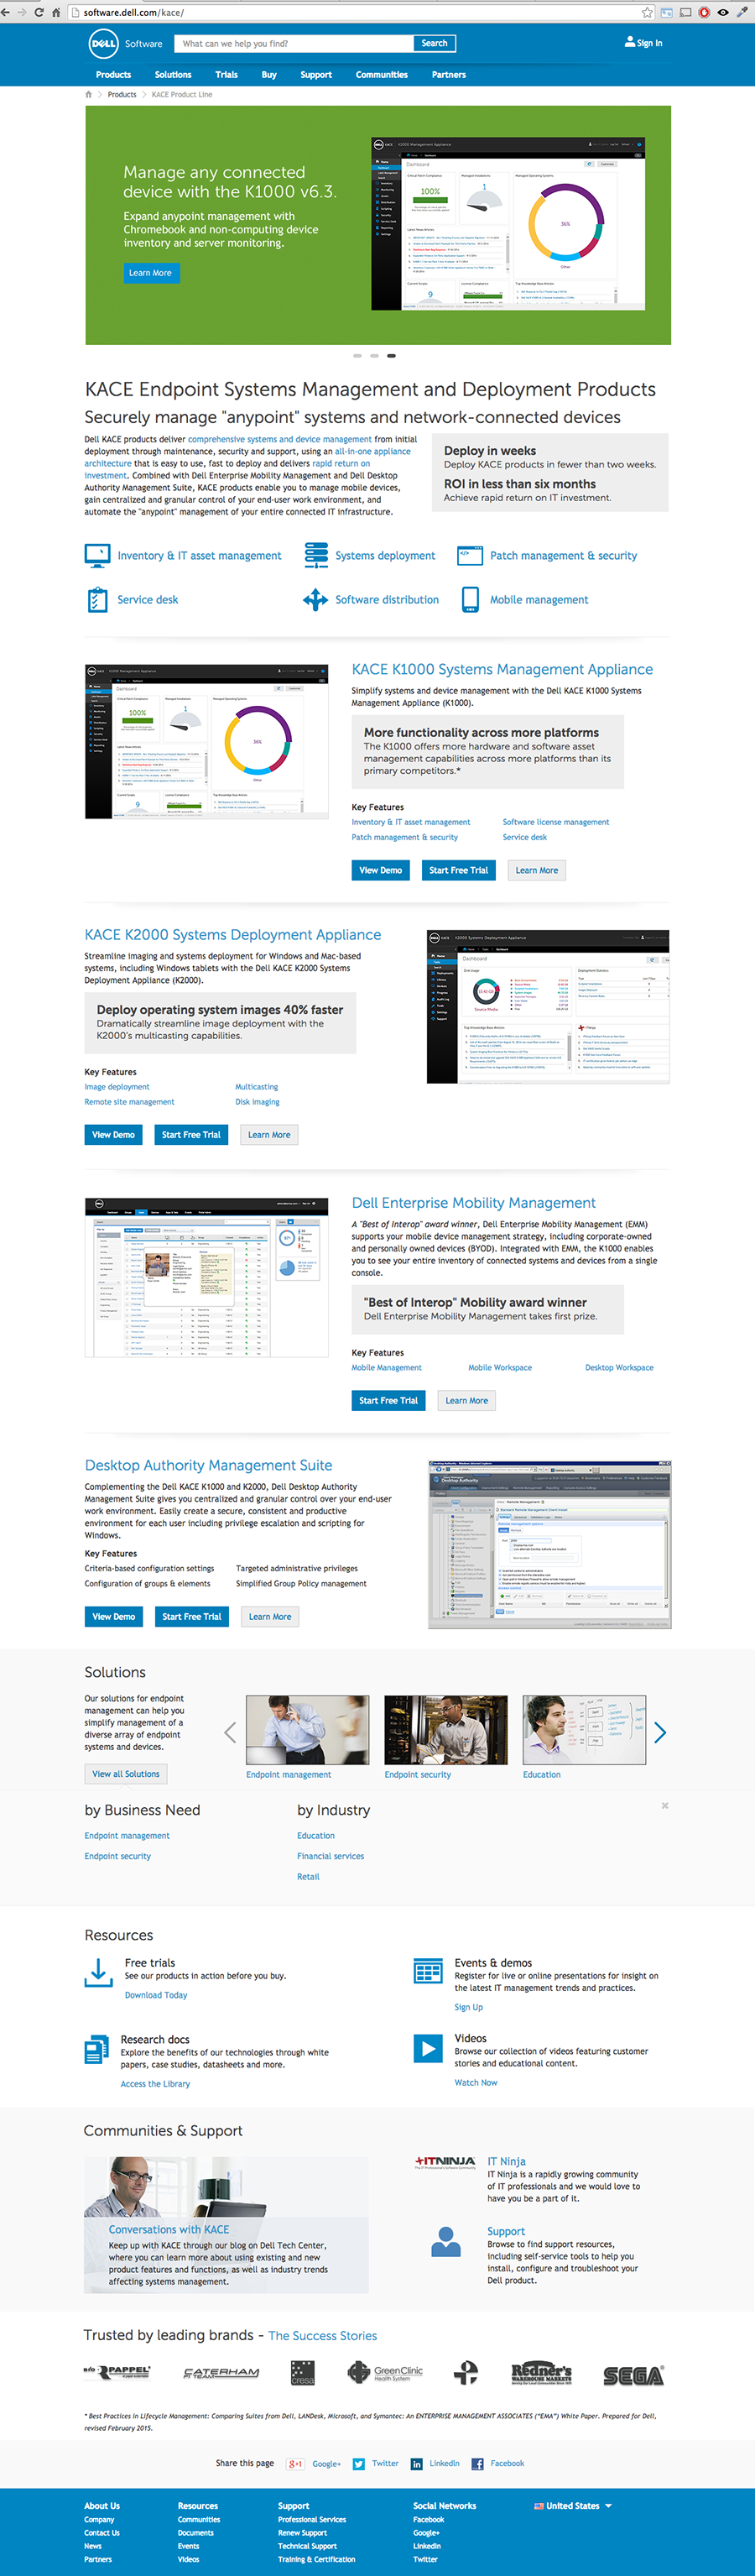 software.dell.com/kace/
DELL Software
What can we help you find?
Search
Sign In
Products Solutions Trials Buy Support Communities Partners
Products > KACE Product Line
Manage any connected
device with the K1000 v6.3.
Expand anypoint management with
Chromebook and non-computing device
inventory and server monitoring.
Learn More
K1000 Management Appliance
Dashboard
Critical Patch Compliance
Managed Installations
Managed Operating Systems
100%
1
36%
Other
9
KACE Endpoint Systems Management and Deployment Products
Securely manage "anypoint" systems and network-connected devices
Dell KACE products deliver comprehensive systems and device management from initial
deployment through maintenance, security and support, using an all-in-one appliance
architecture that is easy to use, fast to deploy and delivers rapid return on
investment. Combined with Dell Enterprise Mobility Management and Dell Desktop
Authority Management Suite, KACE products enable you to manage mobile devices,
gain centralized and granular control of your end-user work environment, and
automate the "anypoint" management of your entire connected IT infrastructure.
Deploy in weeks
Deploy KACE products in fewer than two weeks.
ROI in less than six months
Achieve rapid return on IT investment.
Inventory & IT asset management
Systems deployment
Patch management & security
Service desk
Software distribution
Mobile management
KACE K1000 Systems Management Appliance
Simplify systems and device management with the Dell KACE K1000 Systems
Management Appliance (K1000).
More functionality across more platforms
The K1000 offers more hardware and software asset
management capabilities across more platforms than its
primary competitors.*
Key Features
Inventory & IT asset management
Software license management
Patch management & security
Service desk
View Demo
Start Free Trial
Learn More
KACE K2000 Systems Deployment Appliance
Streamline imaging and systems deployment for Windows and Mac-based
systems, including Windows tablets with the Dell KACE K2000 Systems
Deployment Appliance (K2000).
Deploy operating system images 40% faster
Dramatically streamline image deployment with the
K2000's multicasting capabilities.
Key Features
Image deployment
Multicasting
Remote site management
Disk imaging
View Demo
Start Free Trial
Learn More
K2000 Systems Deployment Appliance
Dashboard
Dell Enterprise Mobility Management
A "Best of Interop" award winner, Dell Enterprise Mobility Management (EMM)
supports your mobile device management strategy, including corporate-owned
and personally owned devices (BYOD). Integrated with EMM, the K1000 enables
you to see your entire inventory of connected systems and devices from a single
console.
"Best of Interop" Mobility award winner
Dell Enterprise Mobility Management takes first prize.
Key Features
Mobile Management
Mobile Workspace
Desktop Workspace
Start Free Trial
Learn More
Desktop Authority Management Suite
Complementing the Dell KACE K1000 and K2000, Dell Desktop Authority
Management Suite gives you centralized and granular control over your end-user
work environment. Easily create a secure, consistent and productive
environment for each user including privilege escalation and scripting for
Windows.
Key Features
Criteria-based configuration settings
Targeted administrative privileges
Configuration of groups & elements
Simplified Group Policy management
View Demo
Start Free Trial
Learn More
Solutions
Our solutions for endpoint
management can help you
simplify management of a
diverse array of endpoint
systems and devices.
View all Solutions
Endpoint management
Endpoint security
Education
by Business Need
Endpoint management
Endpoint security
by Industry
Education
Financial services
Retail
Resources
Free trials
See our products in action before you buy.
Download Today
Events & demos
Register for live or online presentations for insight on
the latest IT management trends and practices.
Sign Up
Research docs
Explore the benefits of our technologies through white
papers, case studies, datasheets and more.
Access the Library
Videos
Browse our collection of videos featuring customer
stories and educational content.
Watch Now
Communities & Support
Conversations with KACE
Keep up with KACE through our blog on Dell Tech Center,
where you can learn more about using existing and new
product features and functions, as well as industry trends
affecting systems management.
ITNINJA
IT Ninja
IT Ninja is a rapidly growing community
of IT professionals and we would love to
have you be a part of it.
Support
Browse to find support resources,
including self-service tools to help you
install, configure and troubleshoot your
Dell product.
Trusted by leading brands - The Success Stories
RAPPEL
CATERHAM
F1 TEAM
cresa
GreenClinic
Health System
Redner's
WAREHOUSE MARKETS
SEGA
* Best Practices in Lifecycle Management: Comparing Suites from Dell, LANDesk, Microsoft, and Symantec: An ENTERPRISE MANAGEMENT ASSOCIATES ("EMA") White Paper. Prepared for Dell,
revised February 2015.
Share this page
Google+ Twitter LinkedIn Facebook
About Us
Company
Contact Us
News
Partners
Resources
Communities
Documents
Events
Videos
Support
Professional Services
Renew Support
Technical Support
Training & Certification
Social Networks
Facebook
Google+
LinkedIn
Twitter
United States